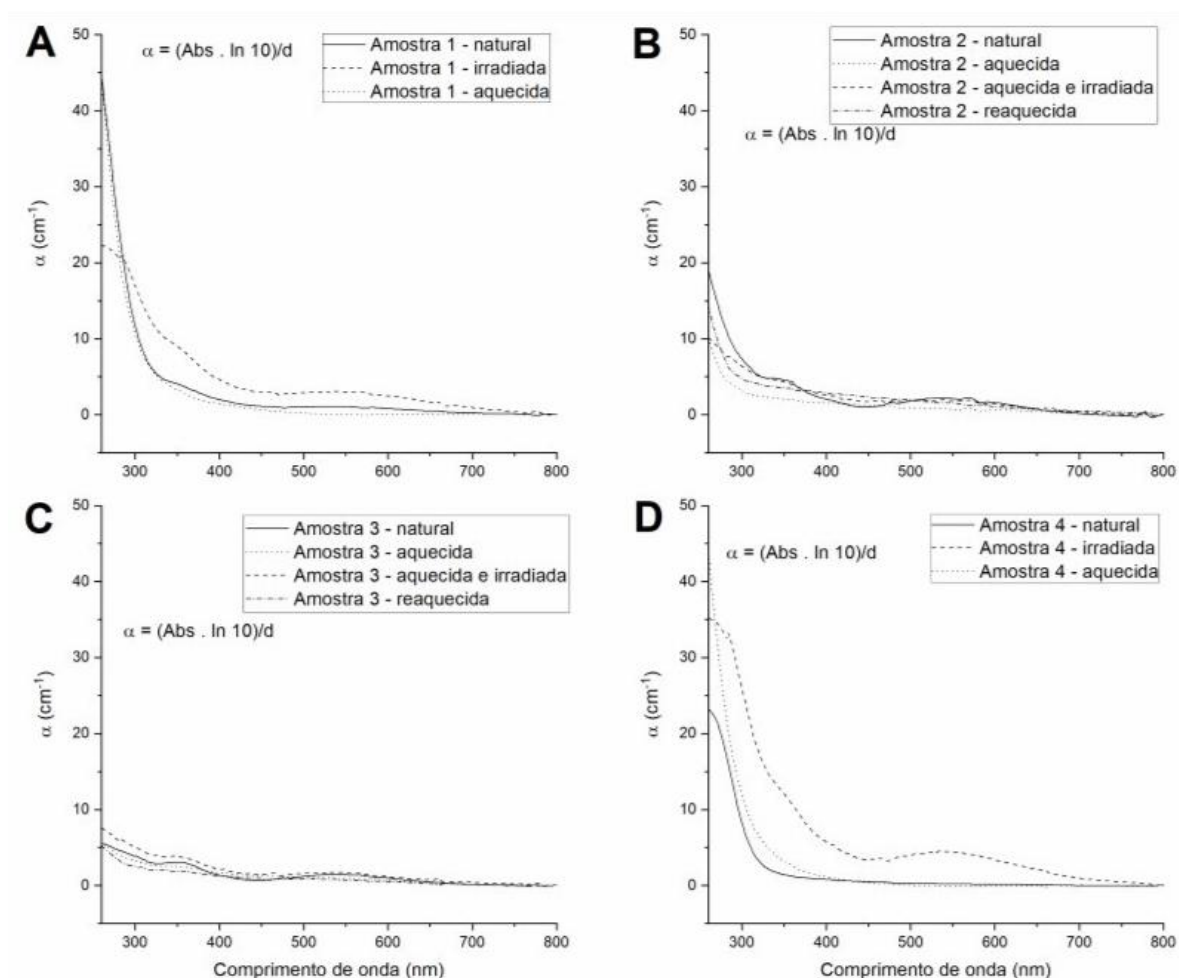 A
α = (Abs . ln 10)/d
Amostra 1 - natural
Amostra 1 - irradiada
Amostra 1 - aquecida
α (cm⁻¹)
50
40
30
20
10
0
300
400
500
600
700
800
B
Amostra 2 - natural
Amostra 2 - aquecida
Amostra 2 - aquecida e irradiada
Amostra 2 - reaquecida
α = (Abs . ln 10)/d
α (cm⁻¹)
50
40
30
20
10
0
300
400
500
600
700
800
C
Amostra 3 - natural
Amostra 3 - aquecida
Amostra 3 - aquecida e irradiada
Amostra 3 - reaquecida
α = (Abs . ln 10)/d
α (cm⁻¹)
50
40
30
20
10
0
300
400
500
600
700
800
Comprimento de onda (nm)
D
Amostra 4 - natural
Amostra 4 - irradiada
Amostra 4 - aquecida
α = (Abs . ln 10)/d
α (cm⁻¹)
50
40
30
20
10
0
300
400
500
600
700
800
Comprimento de onda (nm)